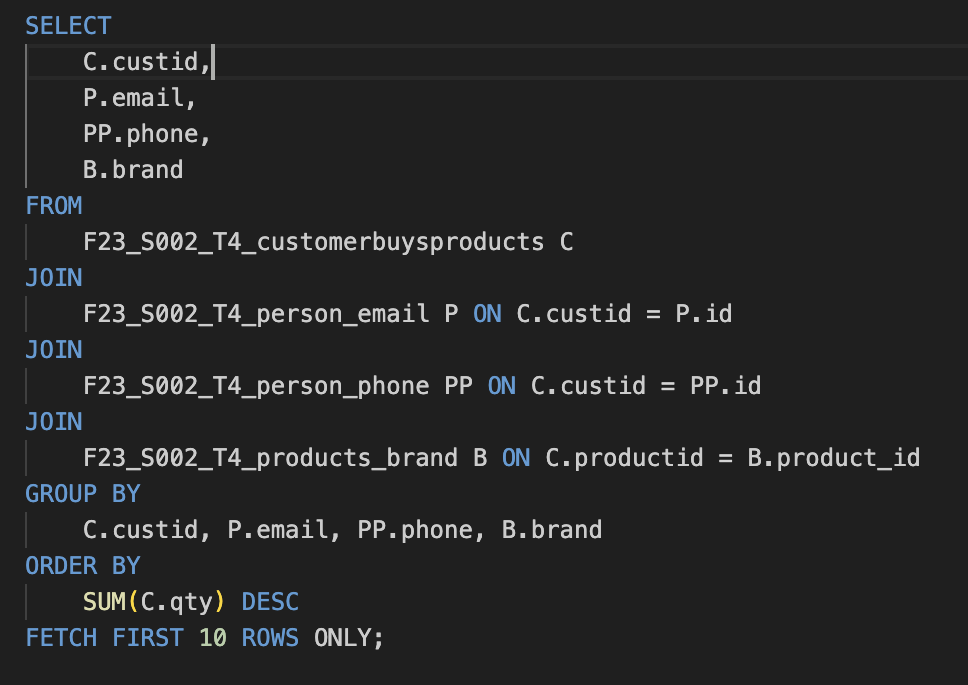 SELECT
C.custid,
P.email,
PP.phone,
B.brand
FROM
F23_S002_T4_customerbuysproducts C
JOIN
F23_S002_T4_person_email P ON C.custid = P.id
JOIN
F23_S002_T4_person_phone PP ON C.custid = PP.id
JOIN
F23_S002_T4_products_brand B ON C.productid = B.product_id
GROUP BY
C.custid, P.email, PP.phone, B.brand
ORDER BY
SUM(C.qty) DESC
FETCH FIRST 10 ROWS ONLY;